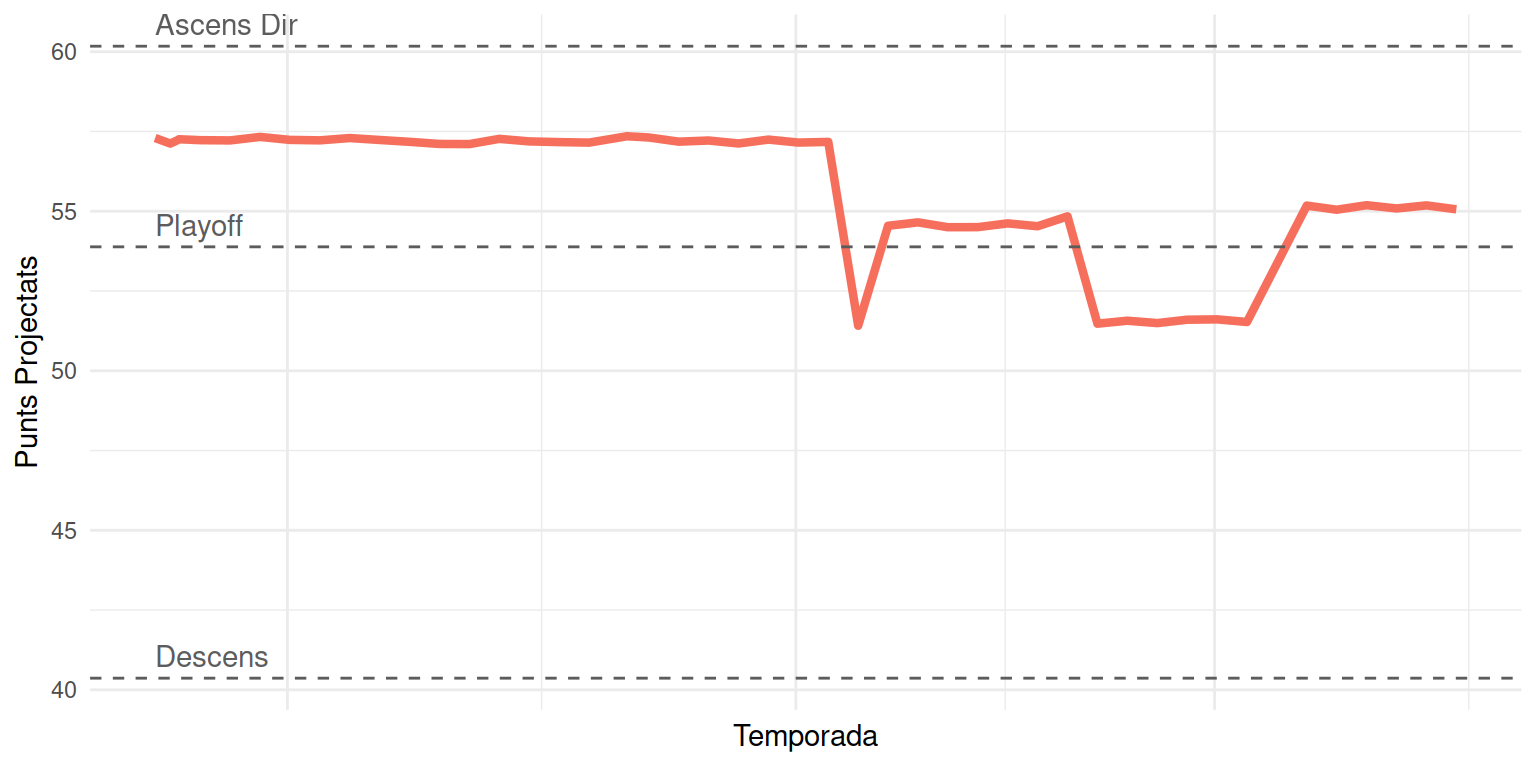 Ascens Dir
60
55
Playoff
Punts Projectats
50
45
Descens
40
Temporada